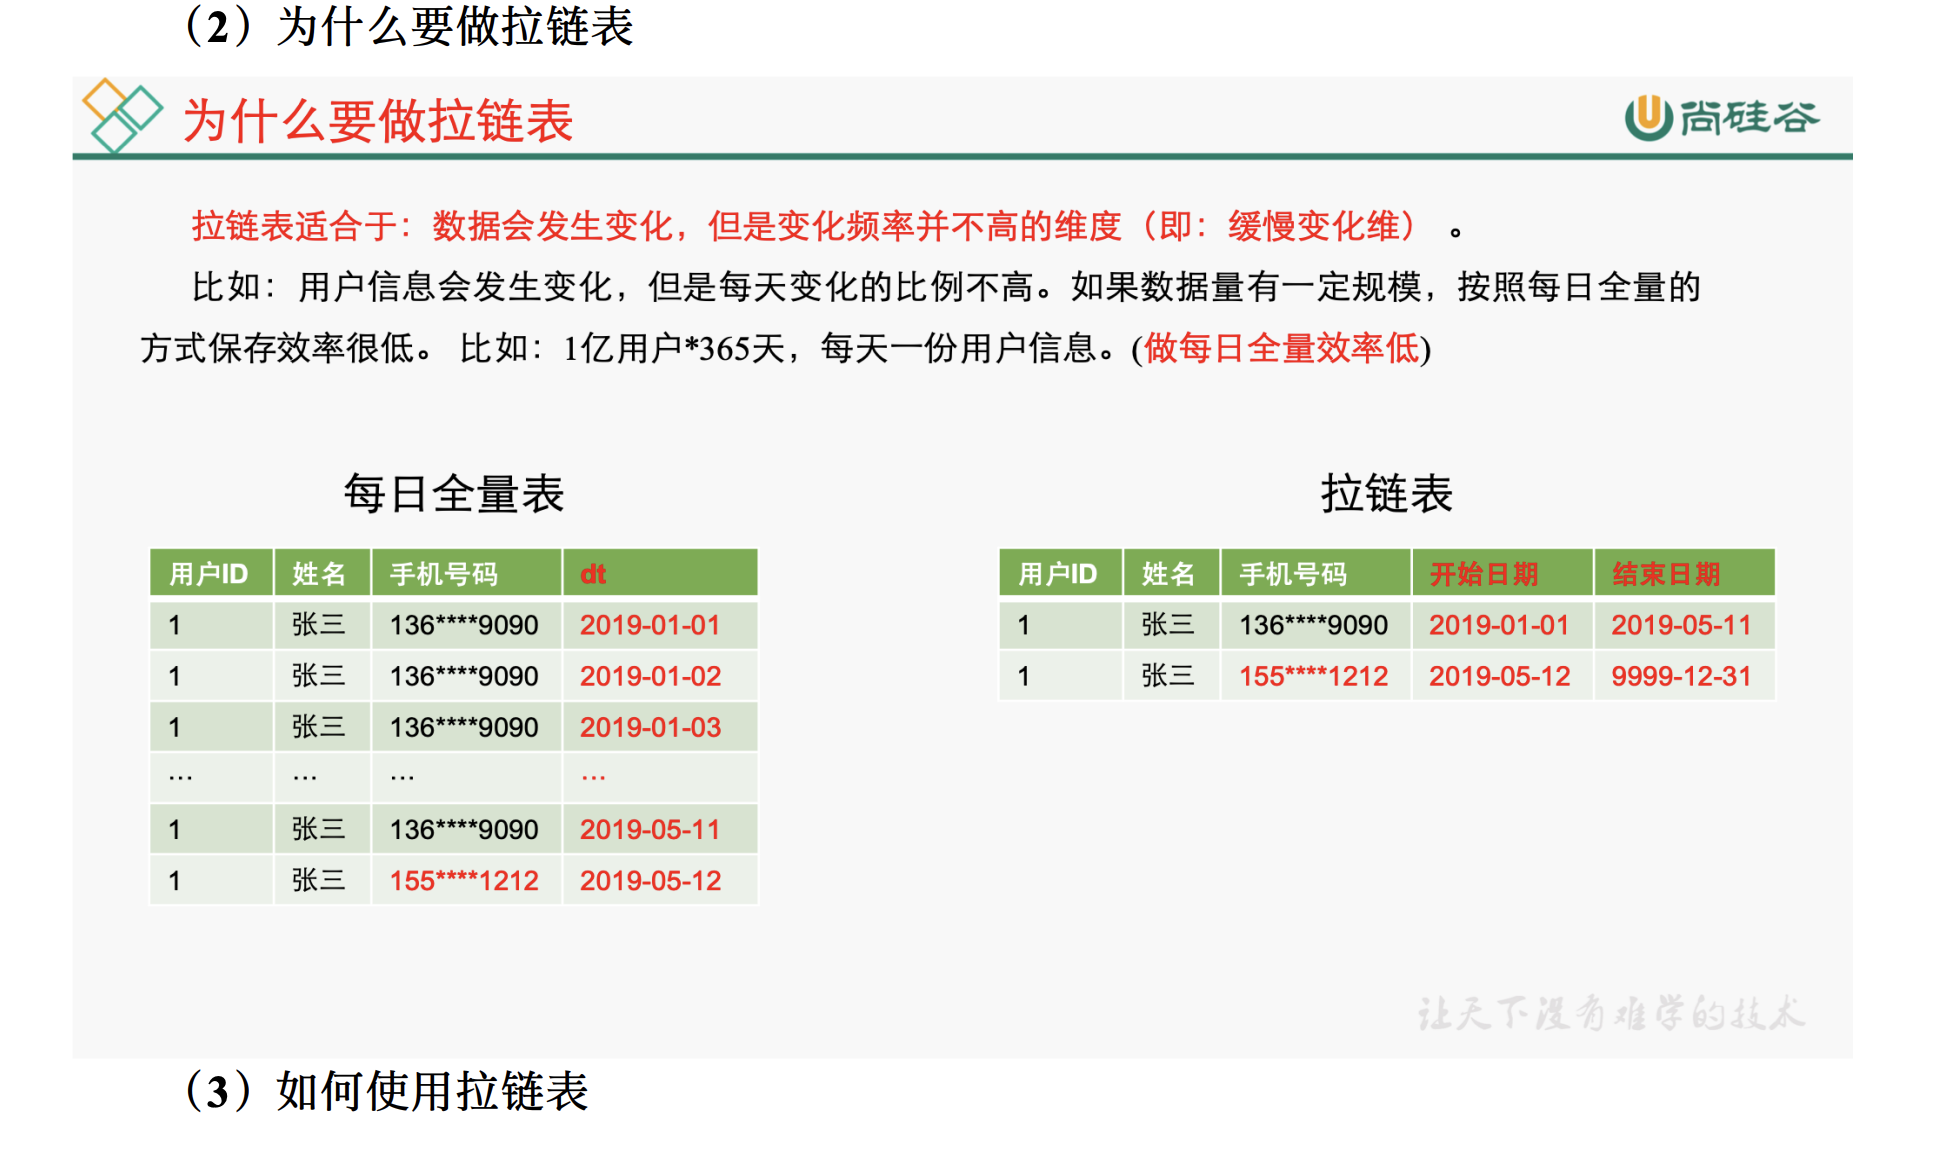 （2）为什么要做拉链表
为什么要做拉链表
尚硅谷
拉链表适合于：数据会发生变化，但是变化频率并不高的维度（即：缓慢变化维） 。
比如：用户信息会发生变化，但是每天变化的比例不高。如果数据量有一定规模，按照每日全量的
方式保存效率很低。 比如：1亿用户*365天，每天一份用户信息。(做每日全量效率低)
每日全量表
用户ID 姓名 手机号码 dt
1 张三 136****9090 2019-01-01
1 张三 136****9090 2019-01-02
1 张三 136****9090 2019-01-03
... ... ... ...
1 张三 136****9090 2019-05-11
1 张三 155****1212 2019-05-12
拉链表
用户ID 姓名 手机号码 开始日期 结束日期
1 张三 136****9090 2019-01-01 2019-05-11
1 张三 155****1212 2019-05-12 9999-12-31
让天下没有难学的技术
（3）如何使用拉链表